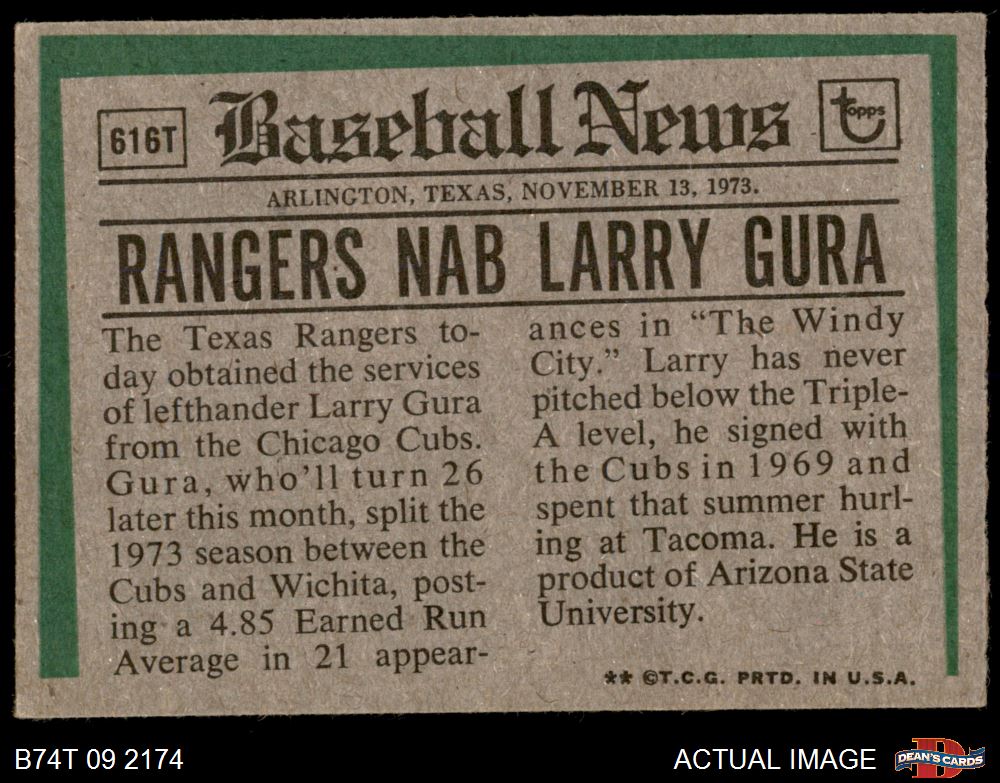 616T
Baseball News
topps
ARLINGTON, TEXAS, NOVEMBER 13, 1973.
RANGERS NAB LARRY GURA
The Texas Rangers to-
day obtained the services
of lefthander Larry Gura
from the Chicago Cubs.
Gura, who'll turn 26
later this month, split the
1973 season between the
Cubs and Wichita, post-
ing a 4.85 Earned Run
Average in 21 appear-
ances in “The Windy
City.” Larry has never
pitched below the Triple-
A level, he signed with
the Cubs in 1969 and
spent that summer hurl-
ing at Tacoma. He is a
product of Arizona State
University.
** ©T.C.G. PRTD. IN U.S.A.
B74T 09 2174
ACTUAL IMAGE
D
DEAN'S CARDS